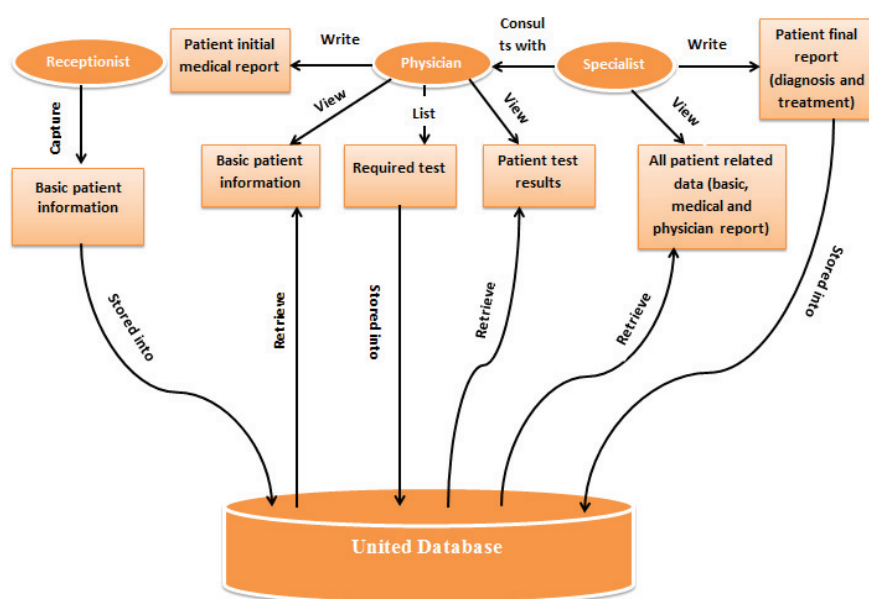 Consul
ts with
Receptionist
Patient initial
medical report
Write
Physician
Specialist
Write
Patient final
report
(diagnosis and
treatment)
Capture
View
List
View
View
Basic patient
information
Basic patient
information
Required test
Patient test
results
All patient related
data (basic,
medical and
physician report)
Stored into
Retrieve
Stored into
Retrieve
Retrieve
Stored into
United Database